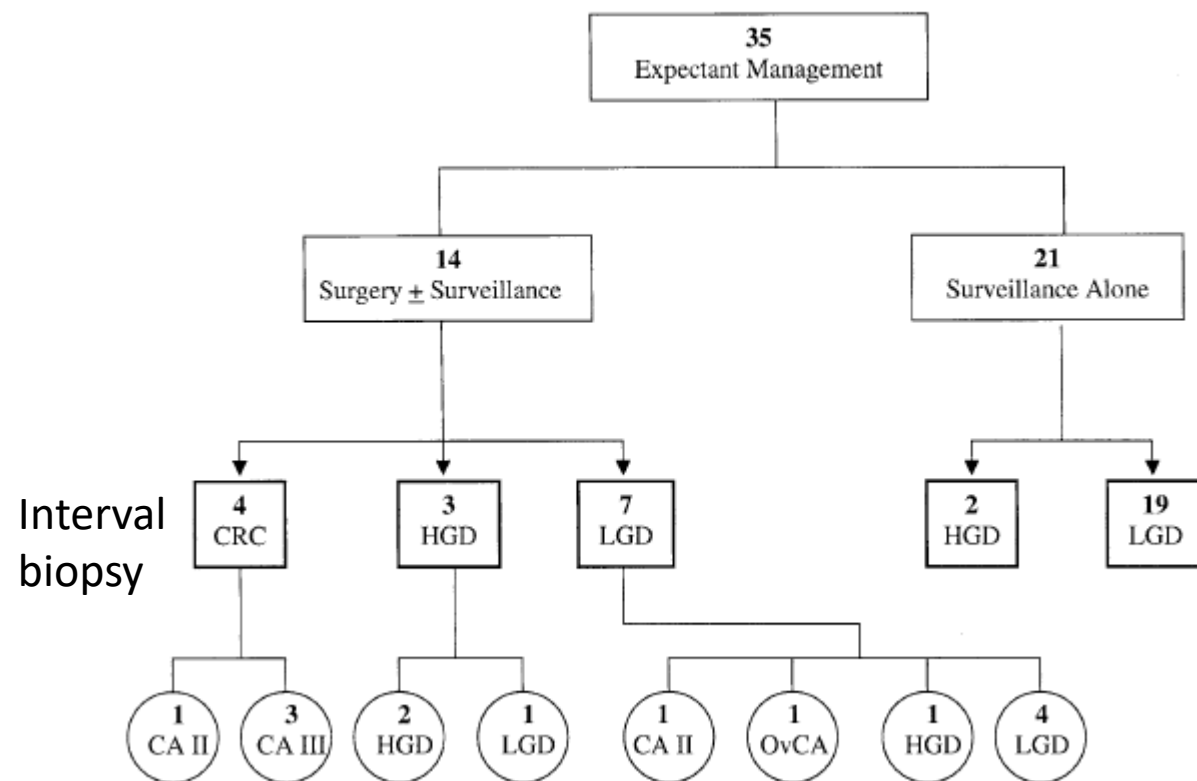 35
Expectant Management
14
Surgery ± Surveillance
21
Surveillance Alone
Interval
biopsy
4
CRC
3
HGD
7
LGD
2
HGD
19
LGD
1
CA II
3
CA III
2
HGD
1
LGD
1
CA II
1
OvCA
1
HGD
4
LGD